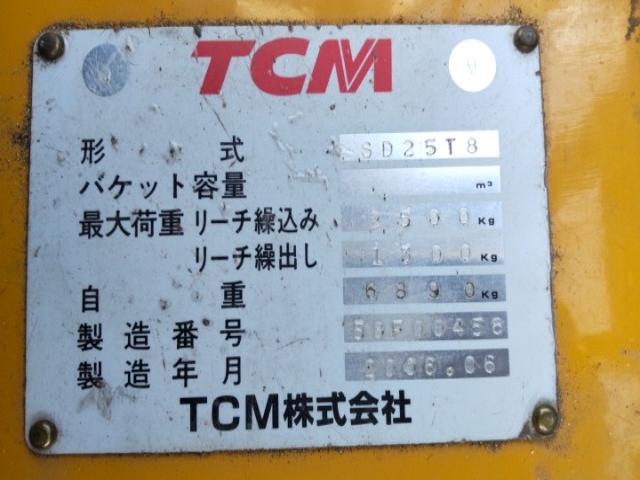 TCM
形 式 SD25T8
バケット容量 m³
最大荷重 リーチ繰込み 2500 Kg
リーチ繰出し 1500 Kg
自 重 6890 Kg
製造番号
製造年月 2006.06
TCM株式会社